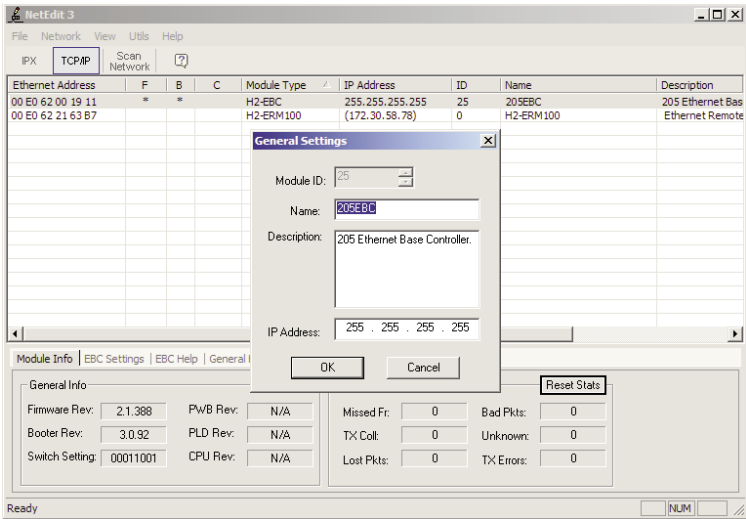 NetEdit 3
File Network View Utils Help
IPX TCP/IP Scan Network
Ethernet Address F B C Module Type IP Address ID Name Description
00 E0 62 00 19 11 * * H2-EBC 255.255.255.255 25 205EBC 205 Ethernet Bas
00 E0 62 21 63 B7 H2-ERM100 (172.30.58.78) 0 H2-ERM100 Ethernet Remote
General Settings
Module ID: 25
Name: 205EBC
Description: 205 Ethernet Base Controller.
IP Address: 255 . 255 . 255 . 255
OK Cancel
Module Info EBC Settings EBC Help General
General Info Reset Stats
Firmware Rev: 2.1.388 PWB Rev: N/A Missed Fr: 0 Bad Pkts: 0
Booter Rev: 3.0.92 PLD Rev: N/A TX Coll: 0 Unknown: 0
Switch Setting: 00011001 CPU Rev: N/A Lost Pkts: 0 TX Errors: 0
Ready NUM